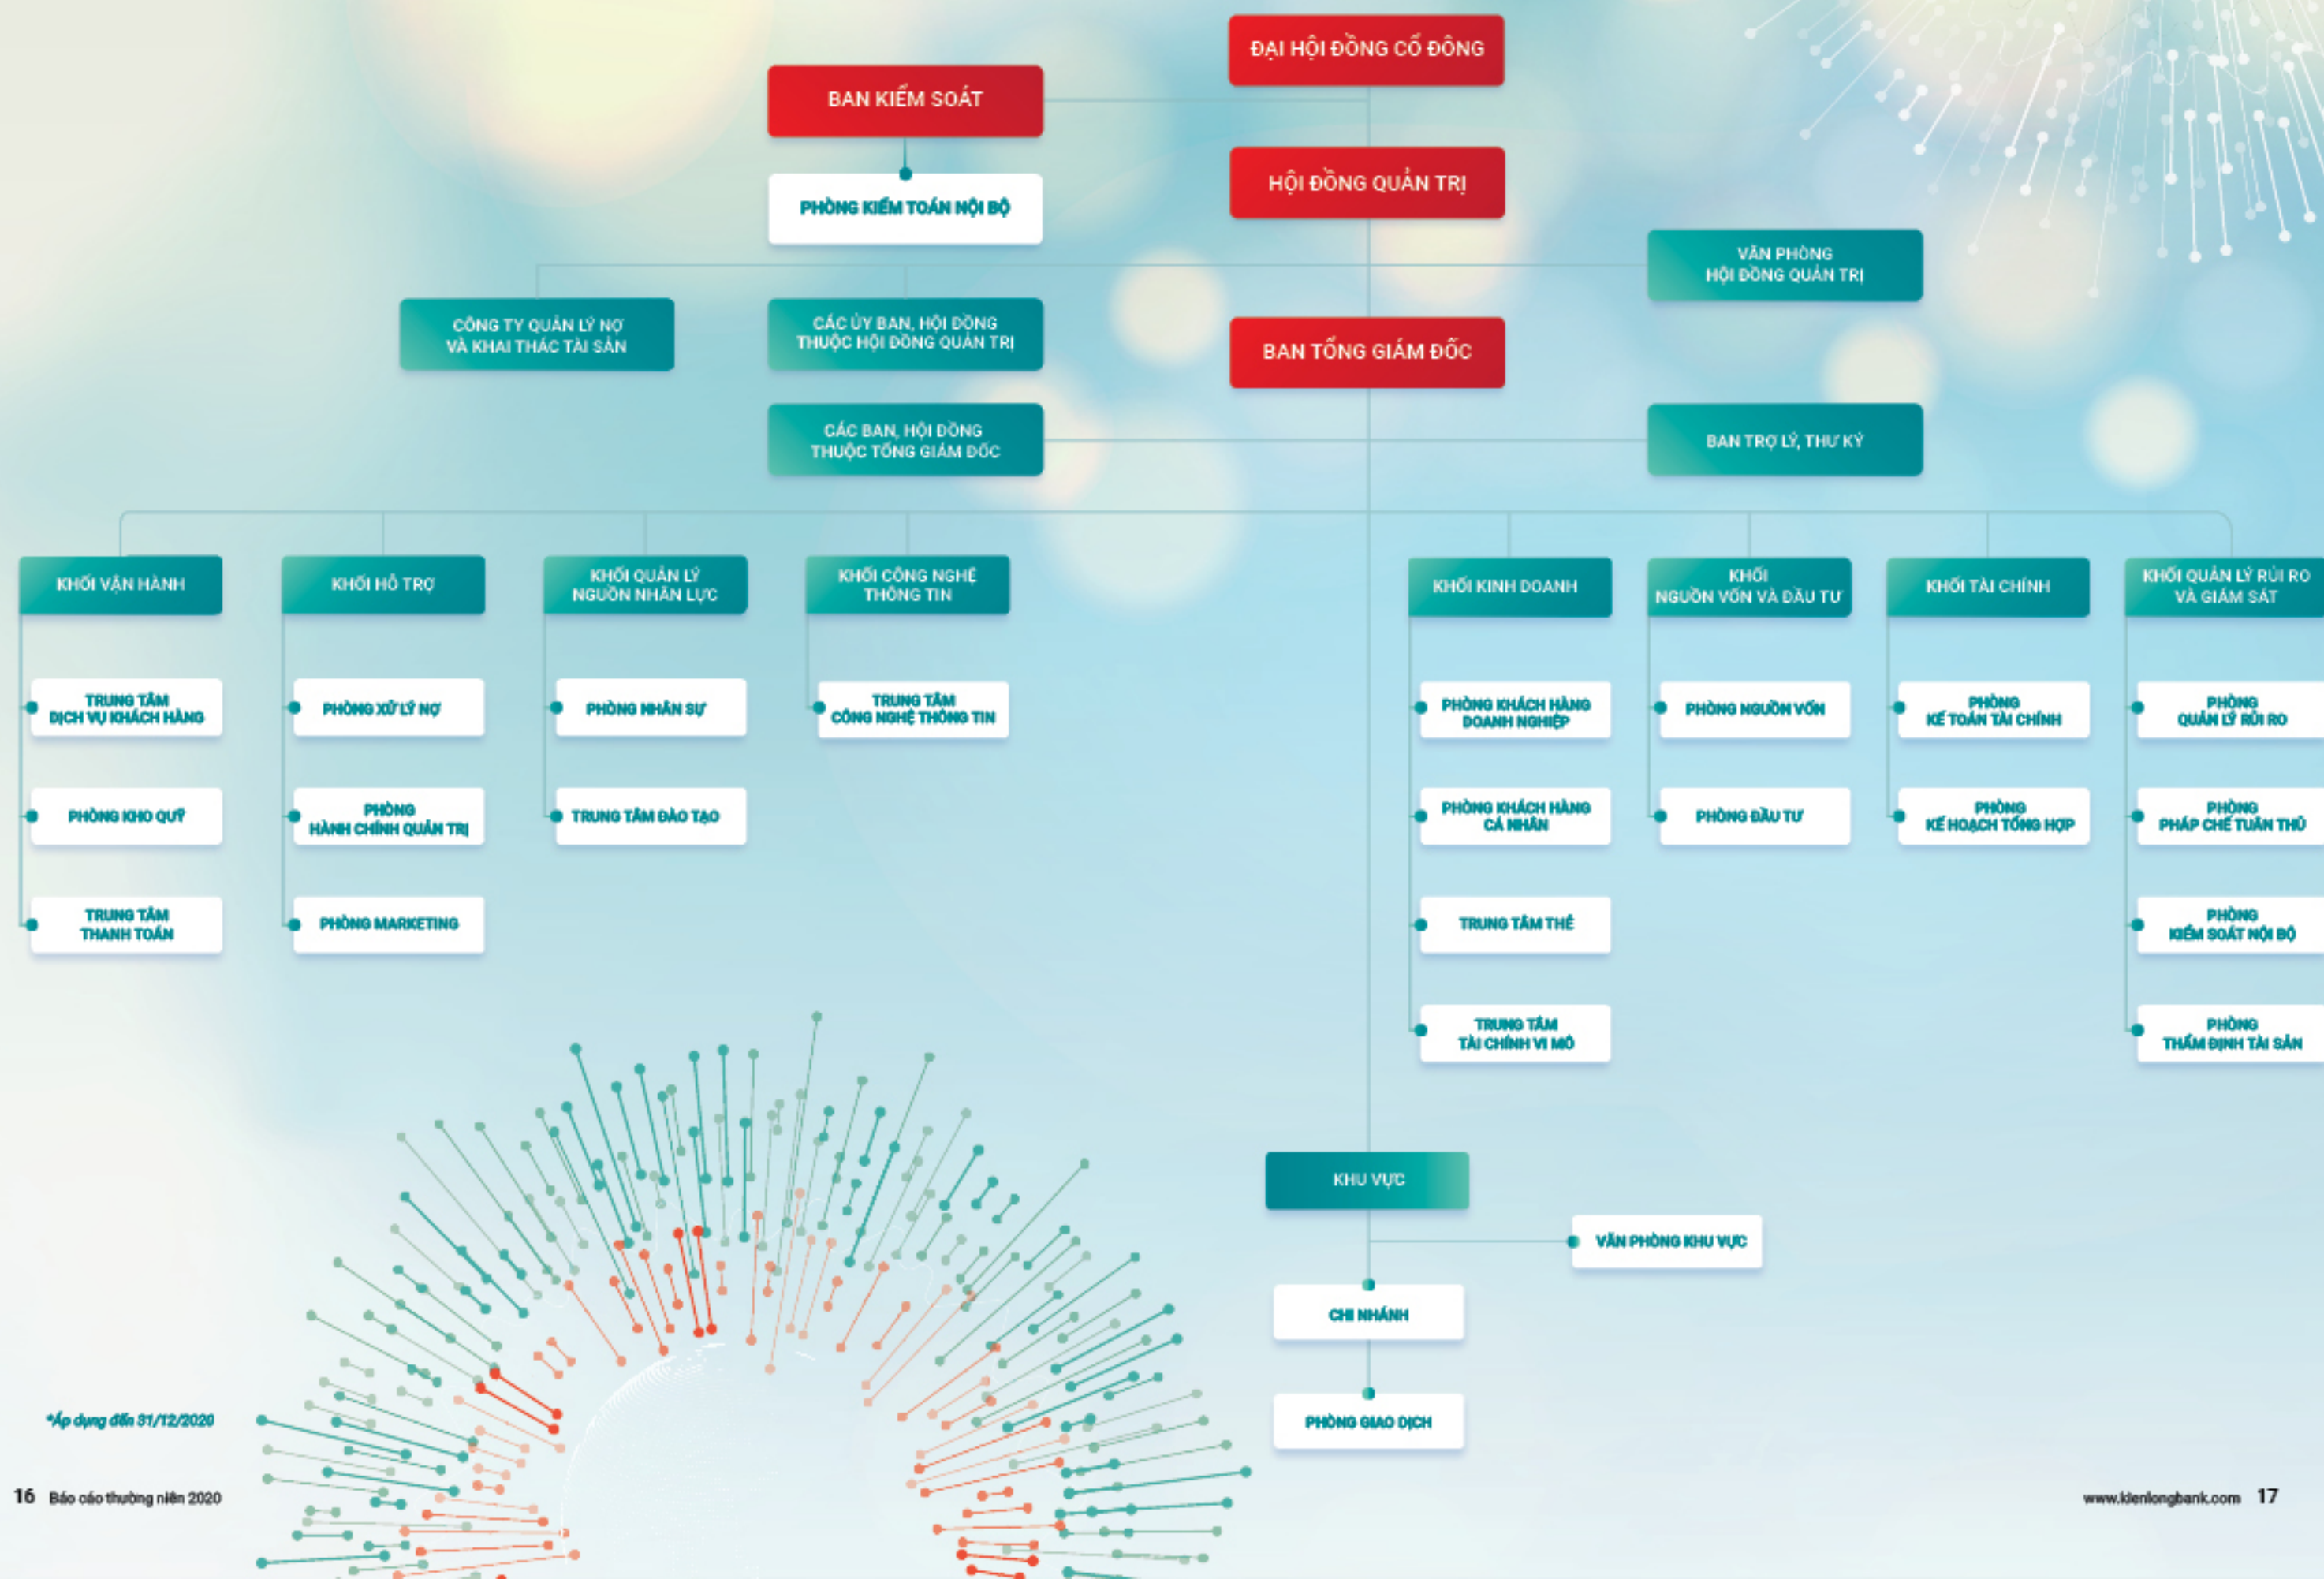 ĐẠI HỘI ĐỒNG CỔ ĐÔNG
BAN KIỂM SOÁT
HỘI ĐỒNG QUẢN TRỊ
PHÒNG KIỂM TOÁN NỘI BỘ
VĂN PHÒNG
HỘI ĐỒNG QUẢN TRỊ
CÔNG TY QUẢN LÝ NỢ
VÀ KHAI THÁC TÀI SẢN
CÁC ỦY BAN, HỘI ĐỒNG
THUỘC HỘI ĐỒNG QUẢN TRỊ
BAN TỔNG GIÁM ĐỐC
CÁC BAN, HỘI ĐỒNG
THUỘC TỔNG GIÁM ĐỐC
BAN TRỢ LÝ, THƯ KÝ
KHỐI VẬN HÀNH
KHỐI HỖ TRỢ
KHỐI QUẢN LÝ
NGUỒN NHÂN LỰC
KHỐI CÔNG NGHỆ
THÔNG TIN
KHỐI KINH DOANH
KHỐI
NGUỒN VỐN VÀ ĐẦU TƯ
KHỐI TÀI CHÍNH
KHỐI QUẢN LÝ RỦI RO
VÀ GIÁM SÁT
TRUNG TÂM
DỊCH VỤ KHÁCH HÀNG
PHÒNG XỬ LÝ NỢ
PHÒNG NHÂN SỰ
TRUNG TÂM
CÔNG NGHỆ THÔNG TIN
PHÒNG KHÁCH HÀNG
DOANH NGHIỆP
PHÒNG NGUỒN VỐN
PHÒNG
KẾ TOÁN TÀI CHÍNH
PHÒNG
QUẢN LÝ RỦI RO
PHÒNG KHO QUỸ
PHÒNG
HÀNH CHÍNH QUẢN TRỊ
TRUNG TÂM ĐÀO TẠO
PHÒNG KHÁCH HÀNG
CÁ NHÂN
PHÒNG ĐẦU TƯ
PHÒNG
KẾ HOẠCH TỔNG HỢP
PHÒNG
PHÁP CHẾ TUÂN THỦ
TRUNG TÂM
THANH TOÁN
PHÒNG MARKETING
TRUNG TÂM THẺ
PHÒNG
KIỂM SOÁT NỘI BỘ
TRUNG TÂM
TÀI CHÍNH VI MÔ
PHÒNG
THẨM ĐỊNH TÀI SẢN
KHU VỰC
VĂN PHÒNG KHU VỰC
CHI NHÁNH
PHÒNG GIAO DỊCH
*Áp dụng đến 31/12/2020
16 Báo cáo thường niên 2020
www.kienlongbank.com 17